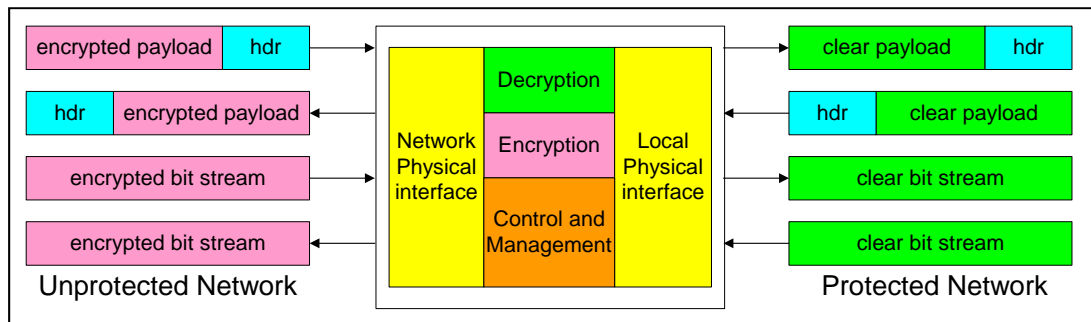 encrypted payload hdr
hdr encrypted payload
encrypted bit stream
encrypted bit stream
Unprotected Network
Network
Physical
interface
Decryption
Encryption
Control and
Management
Local
Physical
interface
clear payload hdr
hdr clear payload
clear bit stream
clear bit stream
Protected Network